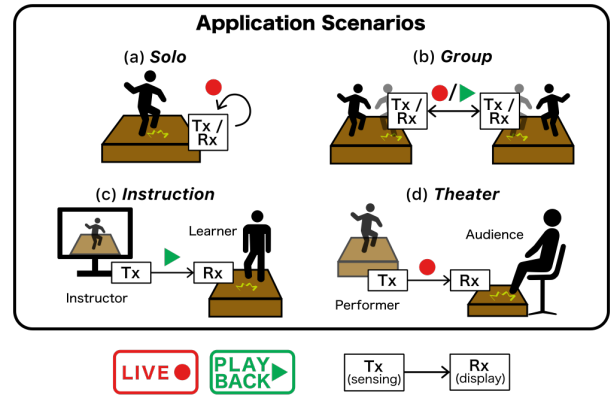 Application Scenarios
(a) Solo
Tx /
Rx
(b) Group
Tx /
Rx
/
Tx /
Rx
(c) Instruction
Learner
Tx
Rx
Instructor
(d) Theater
Audience
Tx
Rx
Performer
LIVE
PLAY
BACK
Tx
(sensing)
Rx
(display)